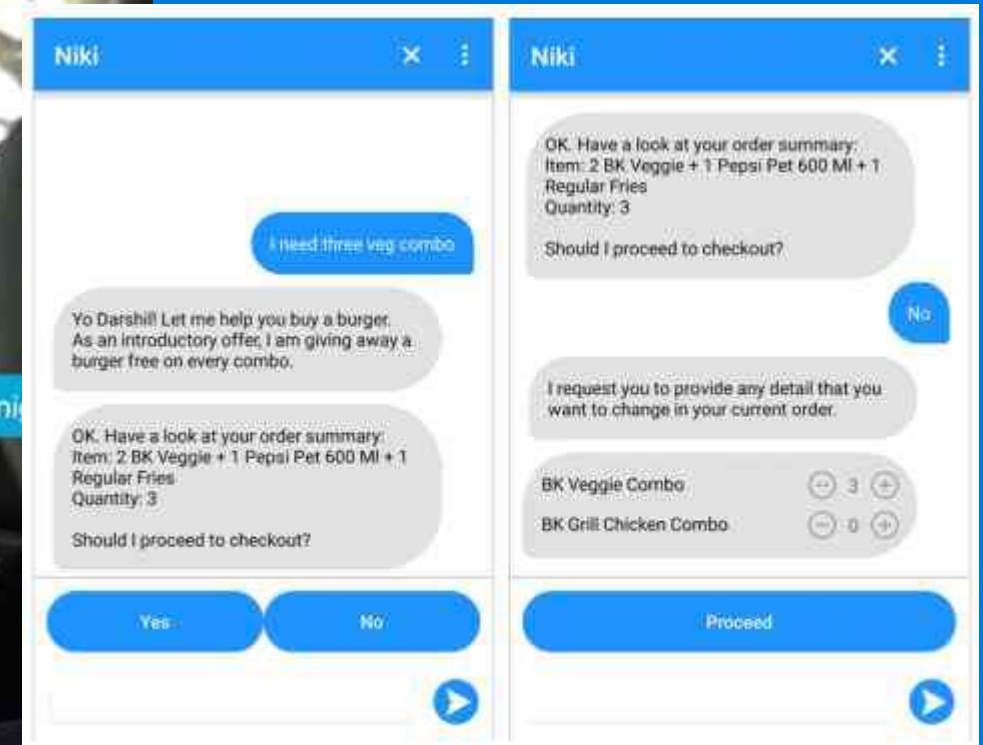 Niki
I need three veg combo
Yo Darshil! Let me help you buy a burger.
As an introductory offer, I am giving away a
burger free on every combo.
OK. Have a look at your order summary:
Item: 2 BK Veggie + 1 Pepsi Pet 600 Ml + 1
Regular Fries
Quantity: 3
Should I proceed to checkout?
Yes
No
Niki
OK. Have a look at your order summary:
Item: 2 BK Veggie + 1 Pepsi Pet 600 Ml + 1
Regular Fries
Quantity: 3
Should I proceed to checkout?
No
I request you to provide any detail that you
want to change in your current order.
BK Veggie Combo 3
BK Grill Chicken Combo 0
Proceed